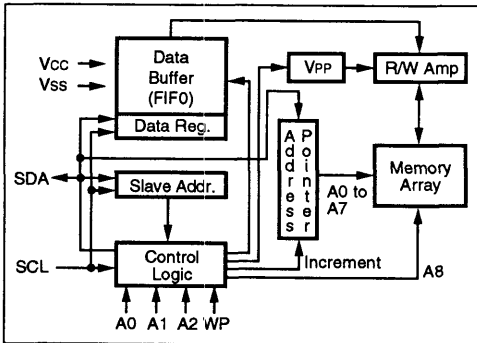 Vcc
Vss
Data
Buffer
(FIF0)
Data Reg.
VPP
R/W Amp
SDA
Slave Addr.
Address
Pointer
A0 to
A7
Memory
Array
SCL
Control
Logic
Increment
A8
A0 A1 A2 WP